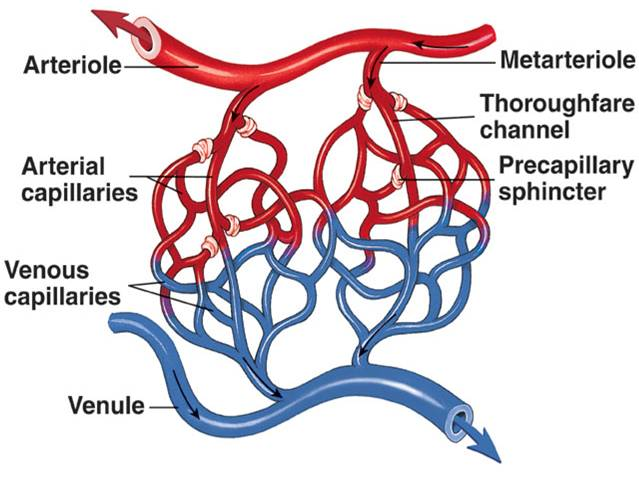 Arteriole
Metarteriole
Thoroughfare
channel
Arterial
capillaries
Precapillary
sphincter
Venous
capillaries
Venule